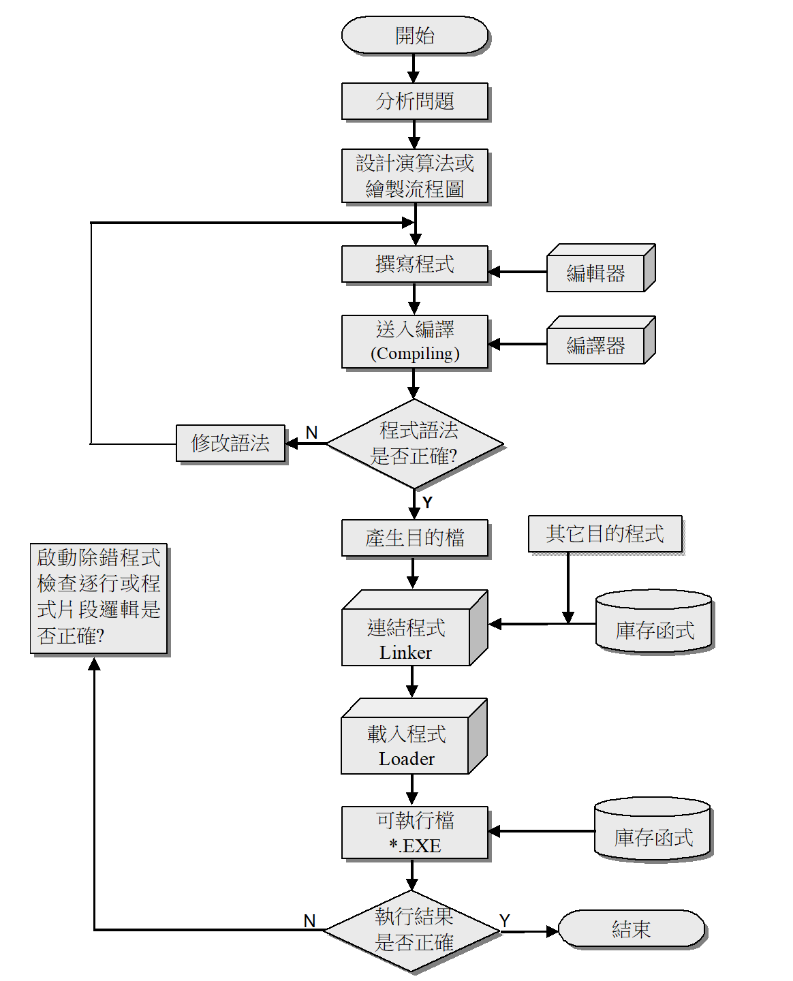 開始
分析問題
設計演算法或
繪製流程圖
撰寫程式
編輯器
送入編譯
(Compiling)
編譯器
程式語法
是否正確?
N
修改語法
Y
產生目的檔
其它目的程式
啟動除錯程式
檢查逐行或程
式片段邏輯是
否正確?
連結程式
Linker
庫存函式
載入程式
Loader
可執行檔
*.EXE
庫存函式
執行結果
是否正確
N
Y
結束